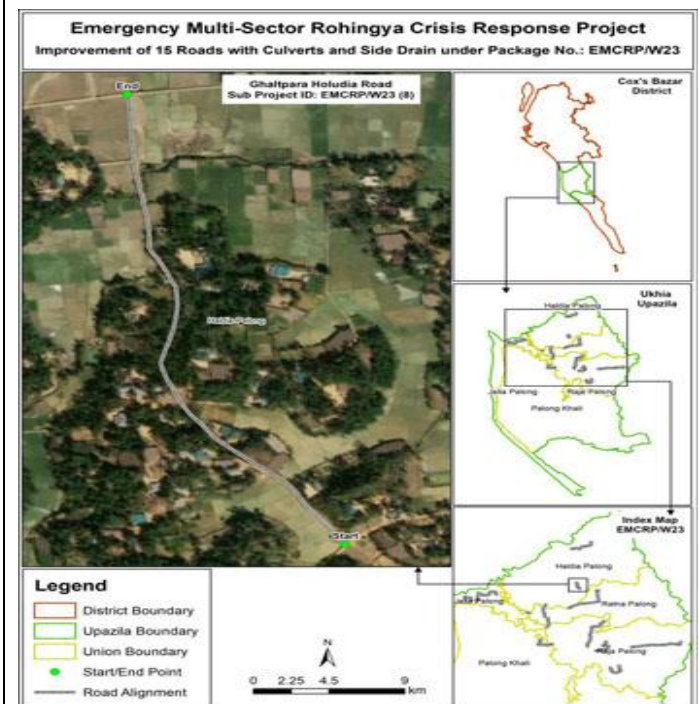 Emergency Multi-Sector Rohingya Crisis Response Project
Improvement of 15 Roads with Culverts and Side Drain under Package No.: EMCRP/W23
Ghaltpara Holudia Road
Sub Project ID: EMCRP/W23 (8)
End
Haldia Palong
Start
Cox's Bazar
District
Ukhia
Upazila
Haldia Palong
Jalia Palong
Raja Palong
Palong Khali
Index Map
EMCRP/W23
Haldia Palong
Jalia Palong
Ratna Palong
Raja Palong
Palong Khali
Legend
District Boundary
Upazila Boundary
Union Boundary
Start/End Point
Road Alignment
N
0 2.25 4.5 9
km